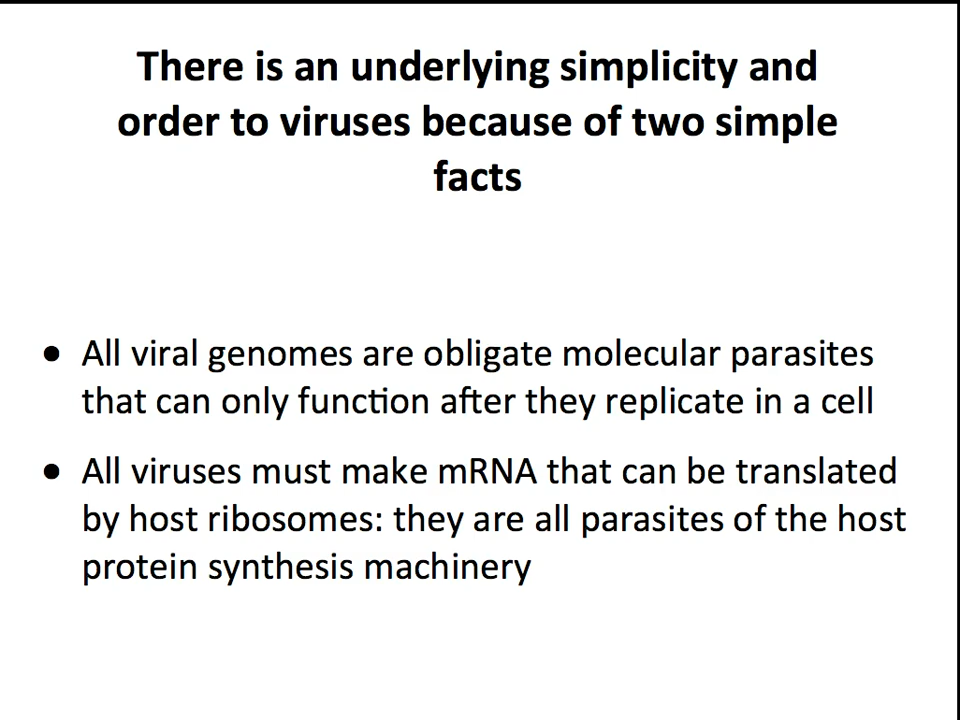 There is an underlying simplicity and
order to viruses because of two simple
facts
● All viral genomes are obligate molecular parasites
that can only function after they replicate in a cell
● All viruses must make mRNA that can be translated
by host ribosomes: they are all parasites of the host
protein synthesis machinery